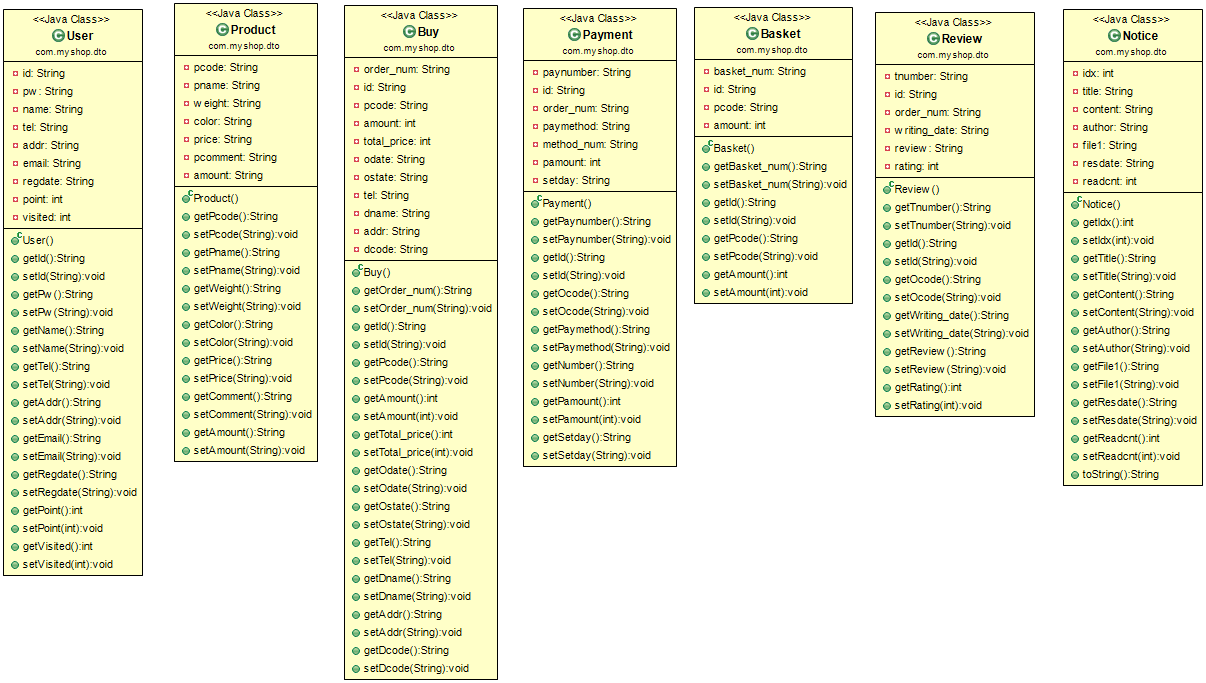 <<Java Class>>
User
com.myshop.dto
id: String
pw: String
name: String
tel: String
addr: String
email: String
regdate: String
point: int
visited: int
User()
getId():String
setId(String):void
getPw():String
setPw(String):void
getName():String
setName(String):void
getTel():String
setTel(String):void
getAddr():String
setAddr(String):void
getEmail():String
setEmail(String):void
getRegdate():String
setRegdate(String):void
getPoint():int
setPoint(int):void
getVisited():int
setVisited(int):void
<<Java Class>>
Product
com.myshop.dto
pcode: String
pname: String
weight: String
color: String
price: String
pcomment: String
amount: String
Product()
getPcode():String
setPcode(String):void
getPname():String
setPname(String):void
getWeight():String
setWeight(String):void
getColor():String
setColor(String):void
getPrice():String
setPrice(String):void
getComment():String
setComment(String):void
getAmount():String
setAmount(String):void
<<Java Class>>
Buy
com.myshop.dto
order_num: String
id: String
pcode: String
amount: int
total_price: int
odate: String
ostate: String
tel: String
dname: String
addr: String
dcode: String
Buy()
getOrder_num():String
setOrder_num(String):void
getId():String
setId(String):void
getPcode():String
setPcode(String):void
getAmount():int
setAmount(int):void
getTotal_price():int
setTotal_price(int):void
getOdate():String
setOdate(String):void
getOstate():String
setOstate(String):void
getTel():String
setTel(String):void
getDname():String
setDname(String):void
getAddr():String
setAddr(String):void
getDcode():String
setDcode(String):void
<<Java Class>>
Payment
com.myshop.dto
paynumber: String
id: String
order_num: String
paymethod: String
method_num: String
pamount: int
setday: String
Payment()
getPaynumber():String
setPaynumber(String):void
getId():String
setId(String):void
getOcode():String
setOcode(String):void
getPaymethod():String
setPaymethod(String):void
getNumber():String
setNumber(String):void
getPamount():int
setPamount(int):void
getSetday():String
setSetday(String):void
<<Java Class>>
Basket
com.myshop.dto
basket_num: String
id: String
pcode: String
amount: int
Basket()
getBasket_num():String
setBasket_num(String):void
getId():String
setId(String):void
getPcode():String
setPcode(String):void
getAmount():int
setAmount(int):void
<<Java Class>>
Review
com.myshop.dto
tnumber: String
id: String
order_num: String
writing_date: String
review: String
rating: int
Review()
getTnumber():String
setTnumber(String):void
getId():String
setId(String):void
getOcode():String
setOcode(String):void
getWriting_date():String
setWriting_date(String):void
getReview():String
setReview(String):void
getRating():int
setRating(int):void
<<Java Class>>
Notice
com.myshop.dto
idx: int
title: String
content: String
author: String
file1: String
resdate: String
readcnt: int
Notice()
getIdx():int
setIdx(int):void
getTitle():String
setTitle(String):void
getContent():String
setContent(String):void
getAuthor():String
setAuthor(String):void
getFile1():String
setFile1(String):void
getResdate():String
setResdate(String):void
getReadcnt():int
setReadcnt(int):void
toString():String